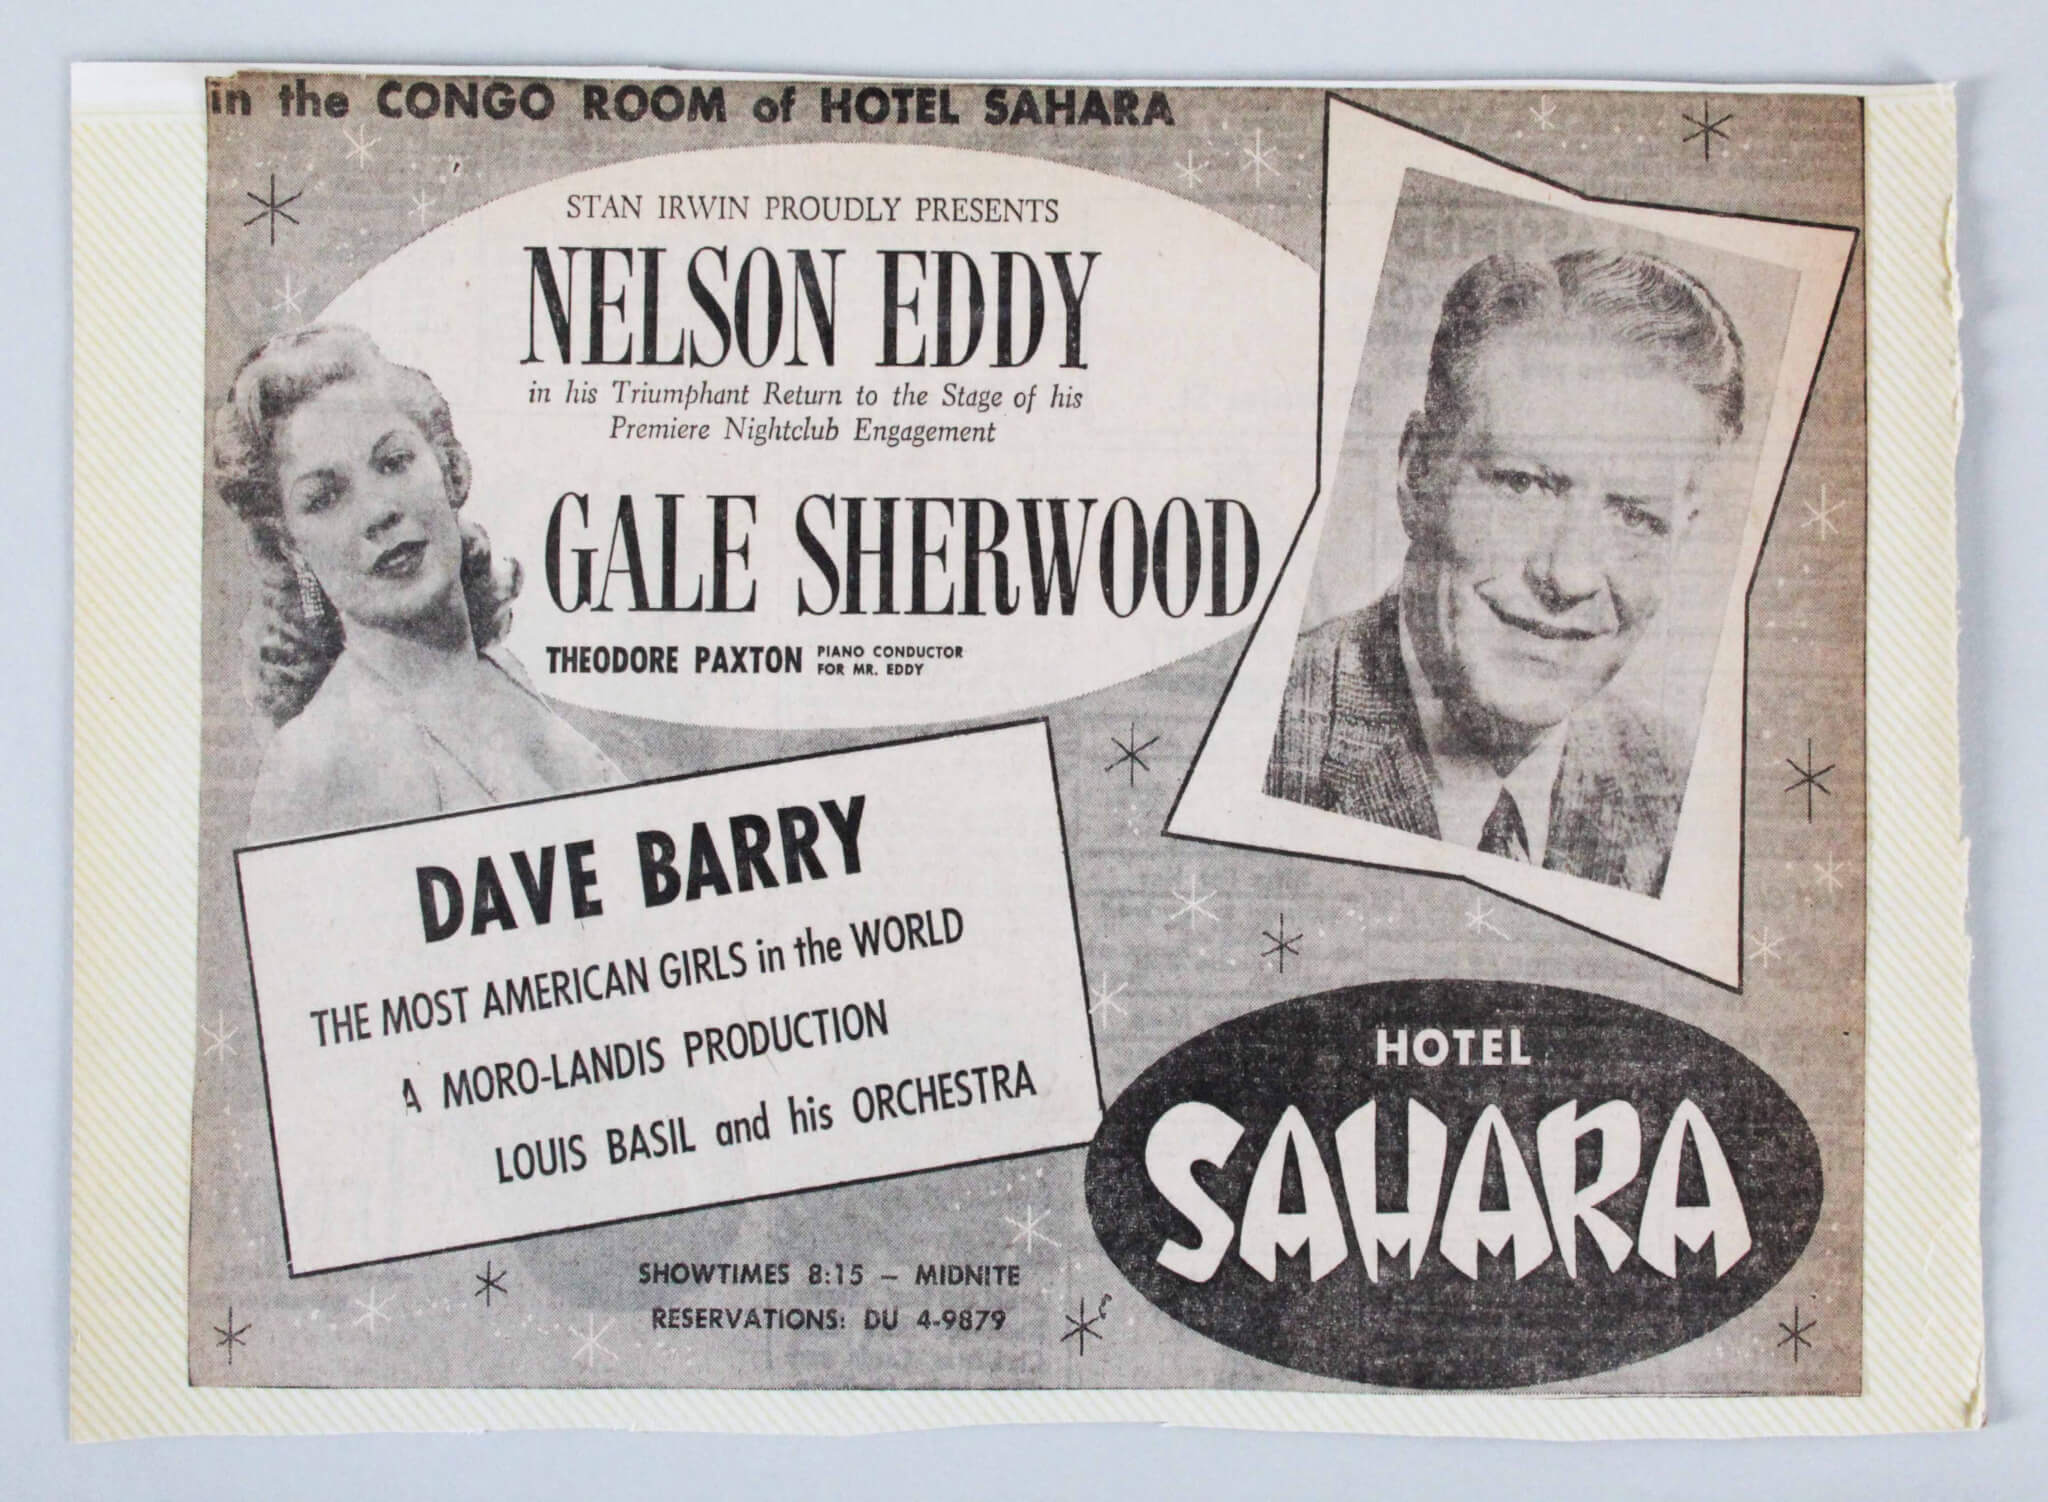 in the CONGO ROOM of HOTEL SAHARA
STAN IRWIN PROUDLY PRESENTS
NELSON EDDY
in his Triumphant Return to the Stage of his
Premiere Nightclub Engagement
GALE SHERWOOD
THEODORE PAXTON PIANO CONDUCTOR
FOR MR. EDDY
DAVE BARRY
THE MOST AMERICAN GIRLS in the WORLD
A MORO-LANDIS PRODUCTION
LOUIS BASIL and his ORCHESTRA
SHOWTIMES 8:15 – MIDNITE
RESERVATIONS: DU 4-9879
HOTEL
SAHARA